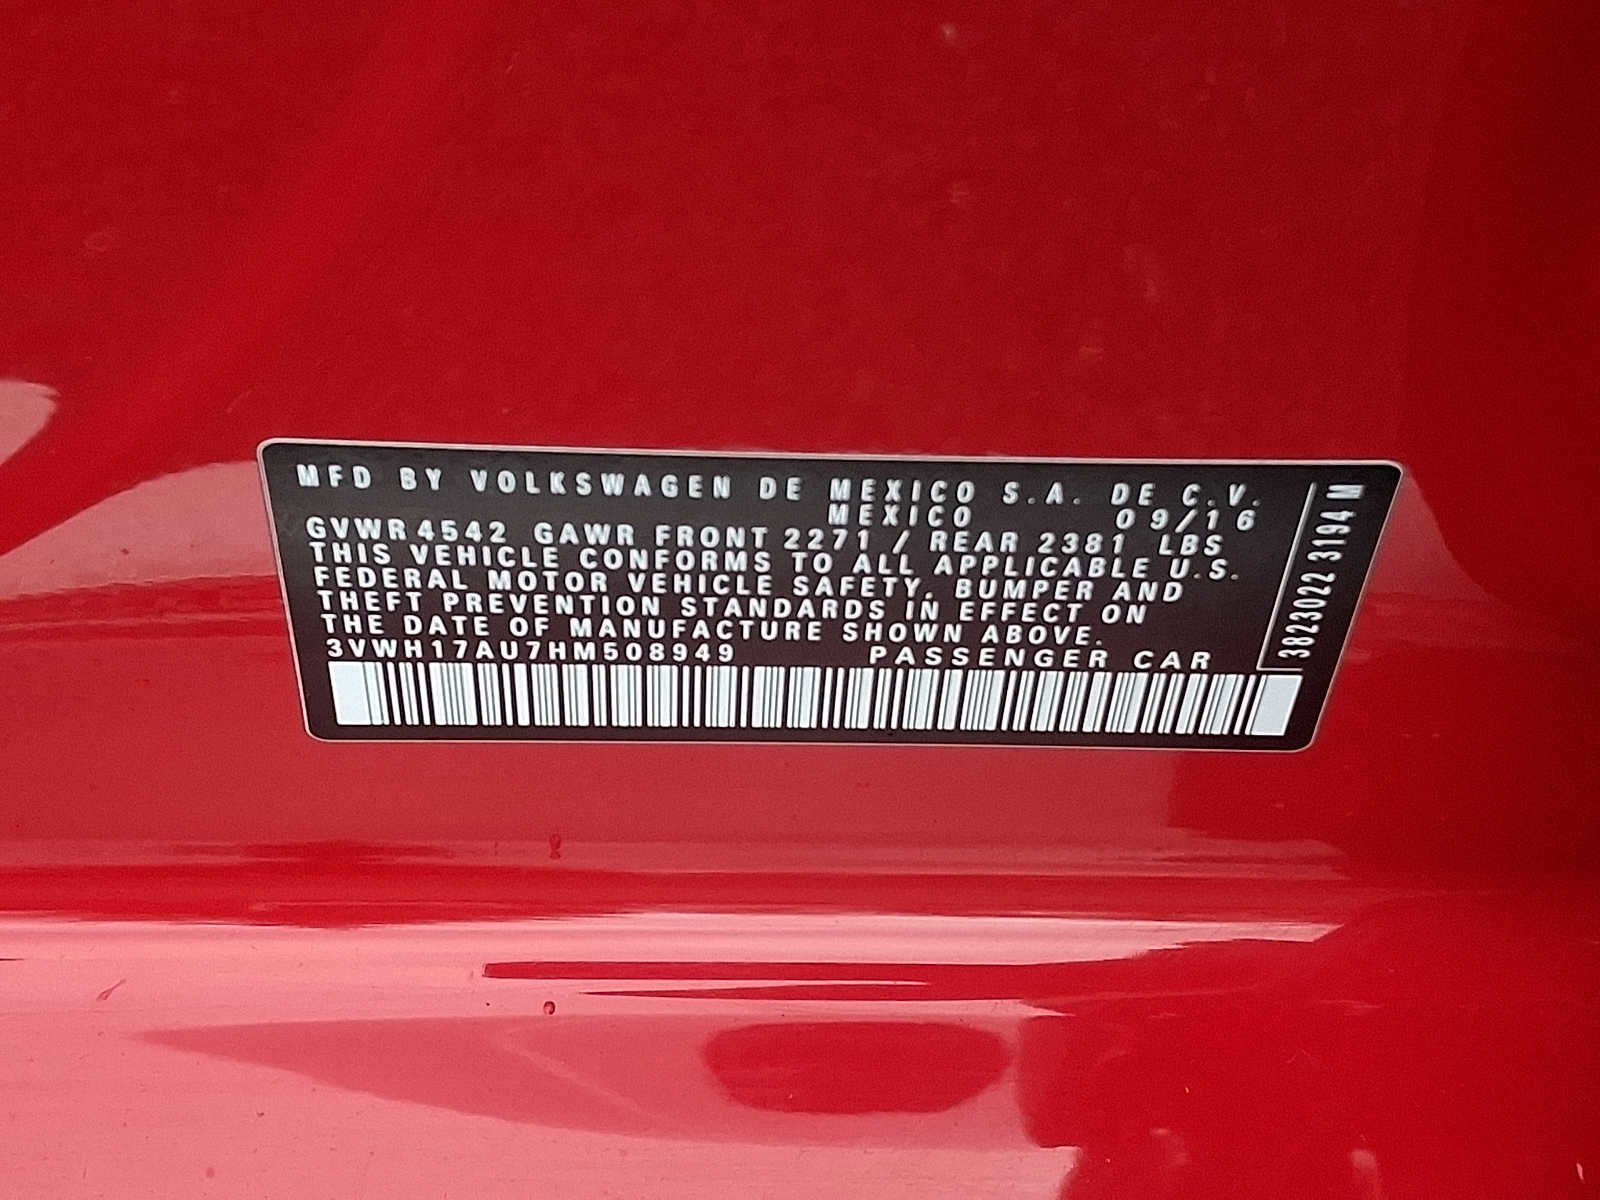 MFD BY VOLKSWAGEN DE MEXICO S.A. DE C.V.
MEXICO 09/16
GVWR 4542 GAWR FRONT 2271 / REAR 2381 LBS
THIS VEHICLE CONFORMS TO ALL APPLICABLE U.S.
FEDERAL MOTOR VEHICLE SAFETY, BUMPER AND
THEFT PREVENTION STANDARDS IN EFFECT ON
THE DATE OF MANUFACTURE SHOWN ABOVE.
3VWH17AU7HM508949 PASSENGER CAR
3823022 3194 M